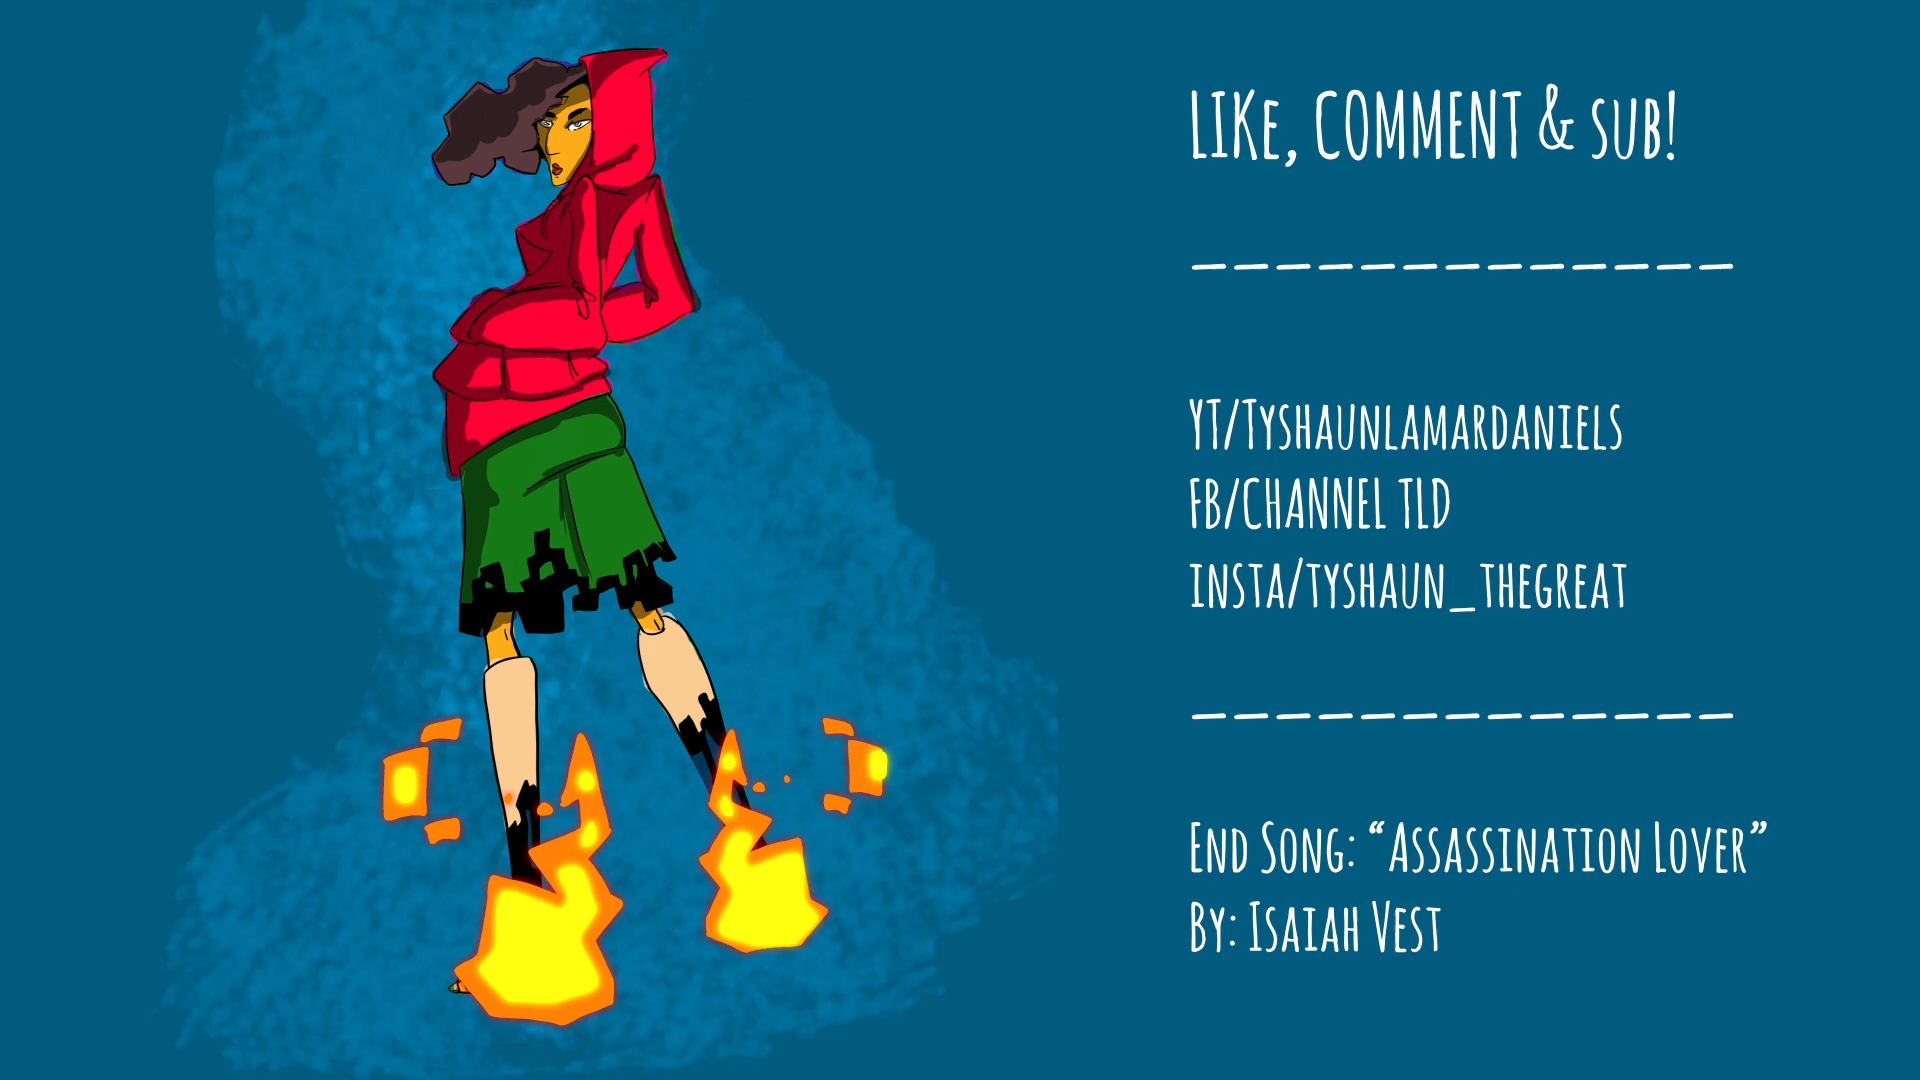 LIKe, COMMENT & SUB!
YT/TYSHAUNLAMARDANIELS
FB/CHANNEL TLD
INSTA/TYSHAUN_THEGREAT
END SONG: “ASSASSINATION LOVER”
BY: ISAIAH VEST